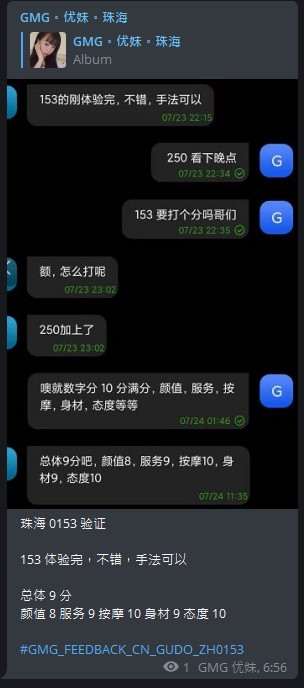 GMG。优妹。珠海
GMG。优妹。珠海
Album
153的刚体验完, 不错, 手法可以
07/23 22:15
250 看下晚点
07/23 22:34
G
153 要打个分吗哥们
07/23 22:35
G
额, 怎么打呢
07/23 23:02
250加上了
07/23 23:02
噢就数字分 10 分满分, 颜值, 服务, 按
摩, 身材, 态度等等
07/24 01:46
G
总体9分吧, 颜值8, 服务9, 按摩10, 身
材9, 态度10
07/24 11:35
珠海 0153 验证
153 体验完，不错，手法可以
总体 9 分
颜值 8 服务 9 按摩 10 身材 9 态度 10
#GMG_FEEDBACK_CN_GUDO_ZH0153
1 GMG 优妹, 6:56